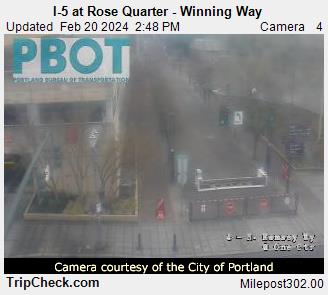 I-5 at Rose Quarter - Winning Way
Updated Feb 20 2024 2:48 PM Camera 4
PBOT
PORTLAND BUREAU OF TRANSPORTATION
Camera courtesy of the City of Portland
TripCheck.com Milepost302.00